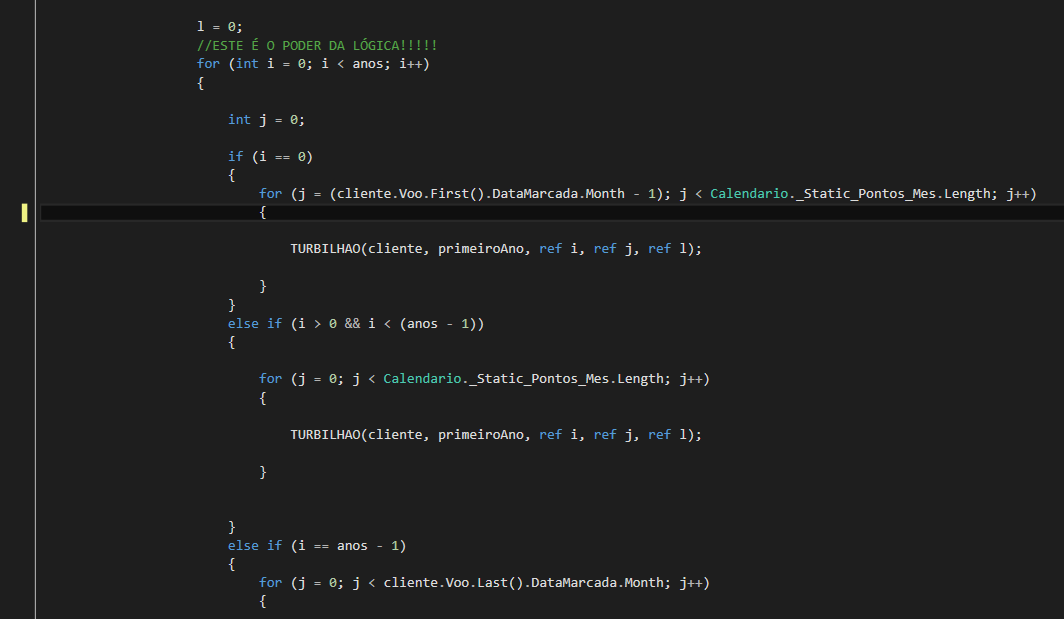 l = 0;
//ESTE É O PODER DA LÓGICA!!!!!
for (int i = 0; i < anos; i++)
{
int j = 0;
if (i == 0)
{
for (j = (cliente.Voo.First().DataMarcada.Month - 1); j < Calendario._Static_Pontos_Mes.Length; j++)
{
TURBILHAO(cliente, primeiroAno, ref i, ref j, ref l);
}
}
else if (i > 0 && i < (anos - 1))
{
for (j = 0; j < Calendario._Static_Pontos_Mes.Length; j++)
{
TURBILHAO(cliente, primeiroAno, ref i, ref j, ref l);
}
}
else if (i == anos - 1)
{
for (j = 0; j < cliente.Voo.Last().DataMarcada.Month; j++)
{